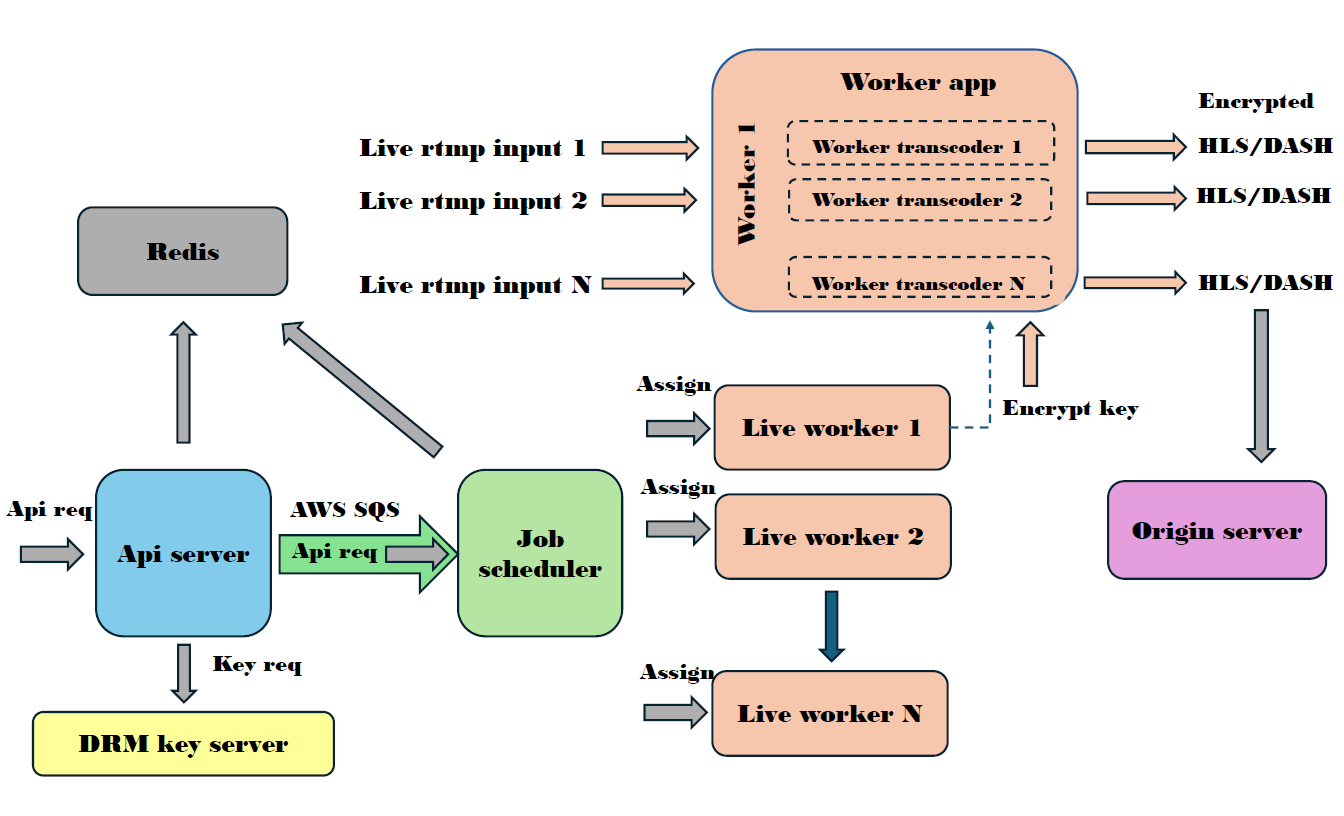 Worker app
Encrypted
Worker 1
Live rtmp input 1
Worker transcoder 1
HLS/DASH
Live rtmp input 2
Worker transcoder 2
HLS/DASH
Redis
Live rtmp input N
Worker transcoder N
HLS/DASH
Assign
Live worker 1
Encrypt key
Assign
Api req
AWS SQS
Api server
Api req
Job
scheduler
Live worker 2
Origin server
Key req
Assign
Live worker N
DRM key server